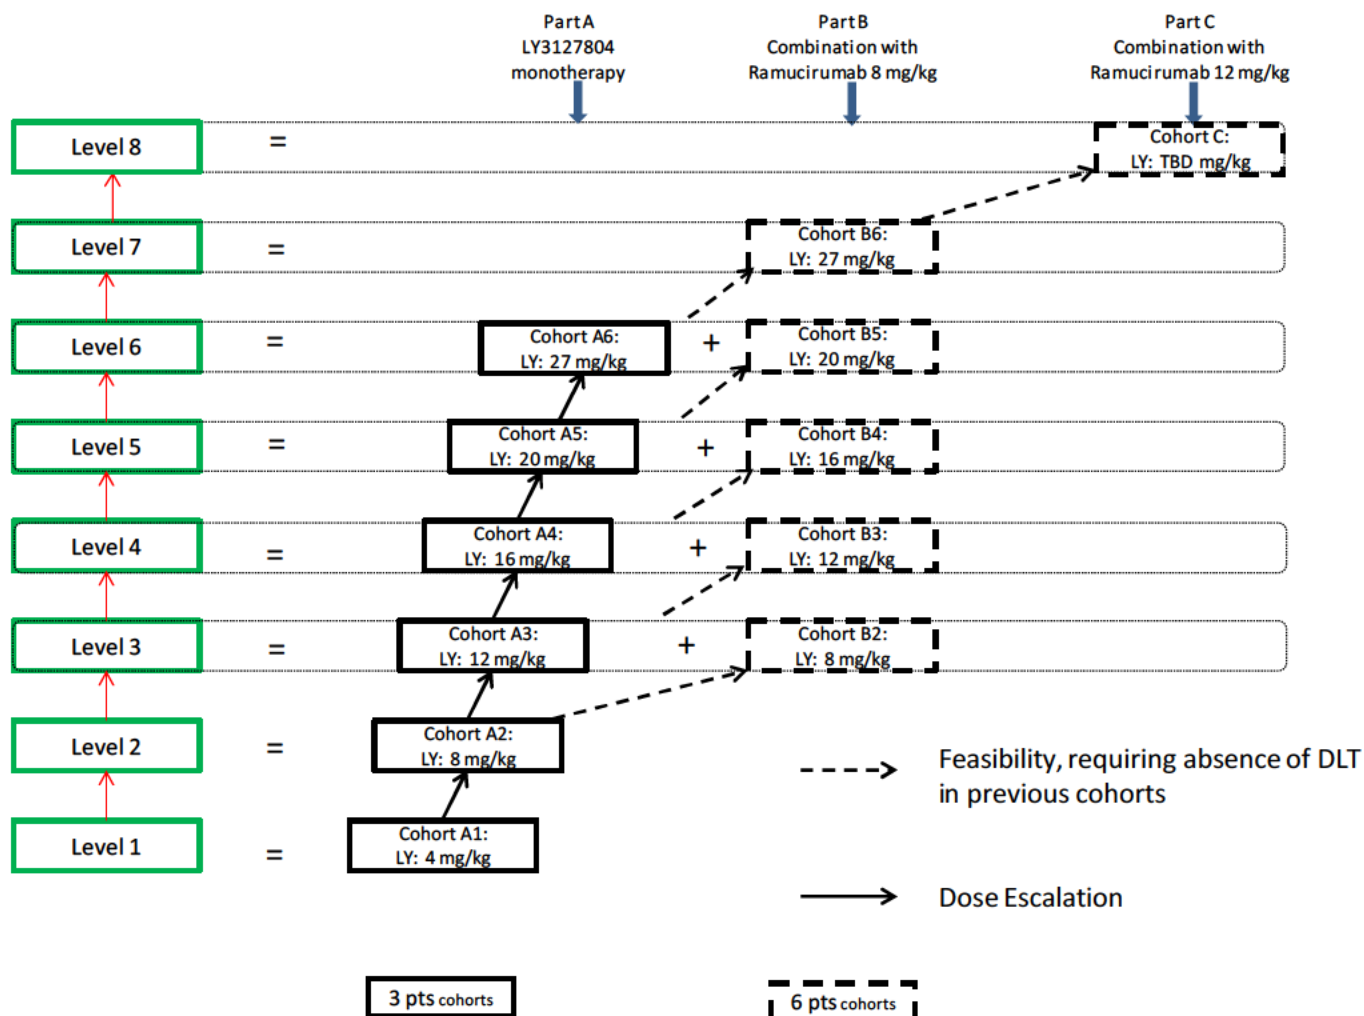 Part A
LY3127804
monotherapy
Part B
Combination with
Ramucirumab 8 mg/kg
Part C
Combination with
Ramucirumab 12 mg/kg
Level 8
=
Cohort C:
LY: TBD mg/kg
Level 7
=
Cohort B6:
LY: 27 mg/kg
Level 6
=
Cohort A6:
LY: 27 mg/kg
+
Cohort B5:
LY: 20 mg/kg
Level 5
=
Cohort A5:
LY: 20 mg/kg
+
Cohort B4:
LY: 16 mg/kg
Level 4
=
Cohort A4:
LY: 16 mg/kg
+
Cohort B3:
LY: 12 mg/kg
Level 3
=
Cohort A3:
LY: 12 mg/kg
+
Cohort B2:
LY: 8 mg/kg
Level 2
=
Cohort A2:
LY: 8 mg/kg
Level 1
=
Cohort A1:
LY: 4 mg/kg
Feasibility, requiring absence of DLT
in previous cohorts
Dose Escalation
3 pts cohorts
6 pts cohorts